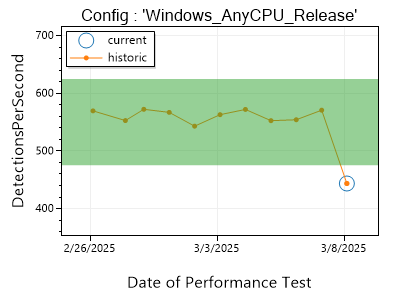 Config : 'Windows_AnyCPU_Release'
700
current
historic
600
500
400
DetectionsPerSecond
2/26/2025
3/3/2025
3/8/2025
Date of Performance Test